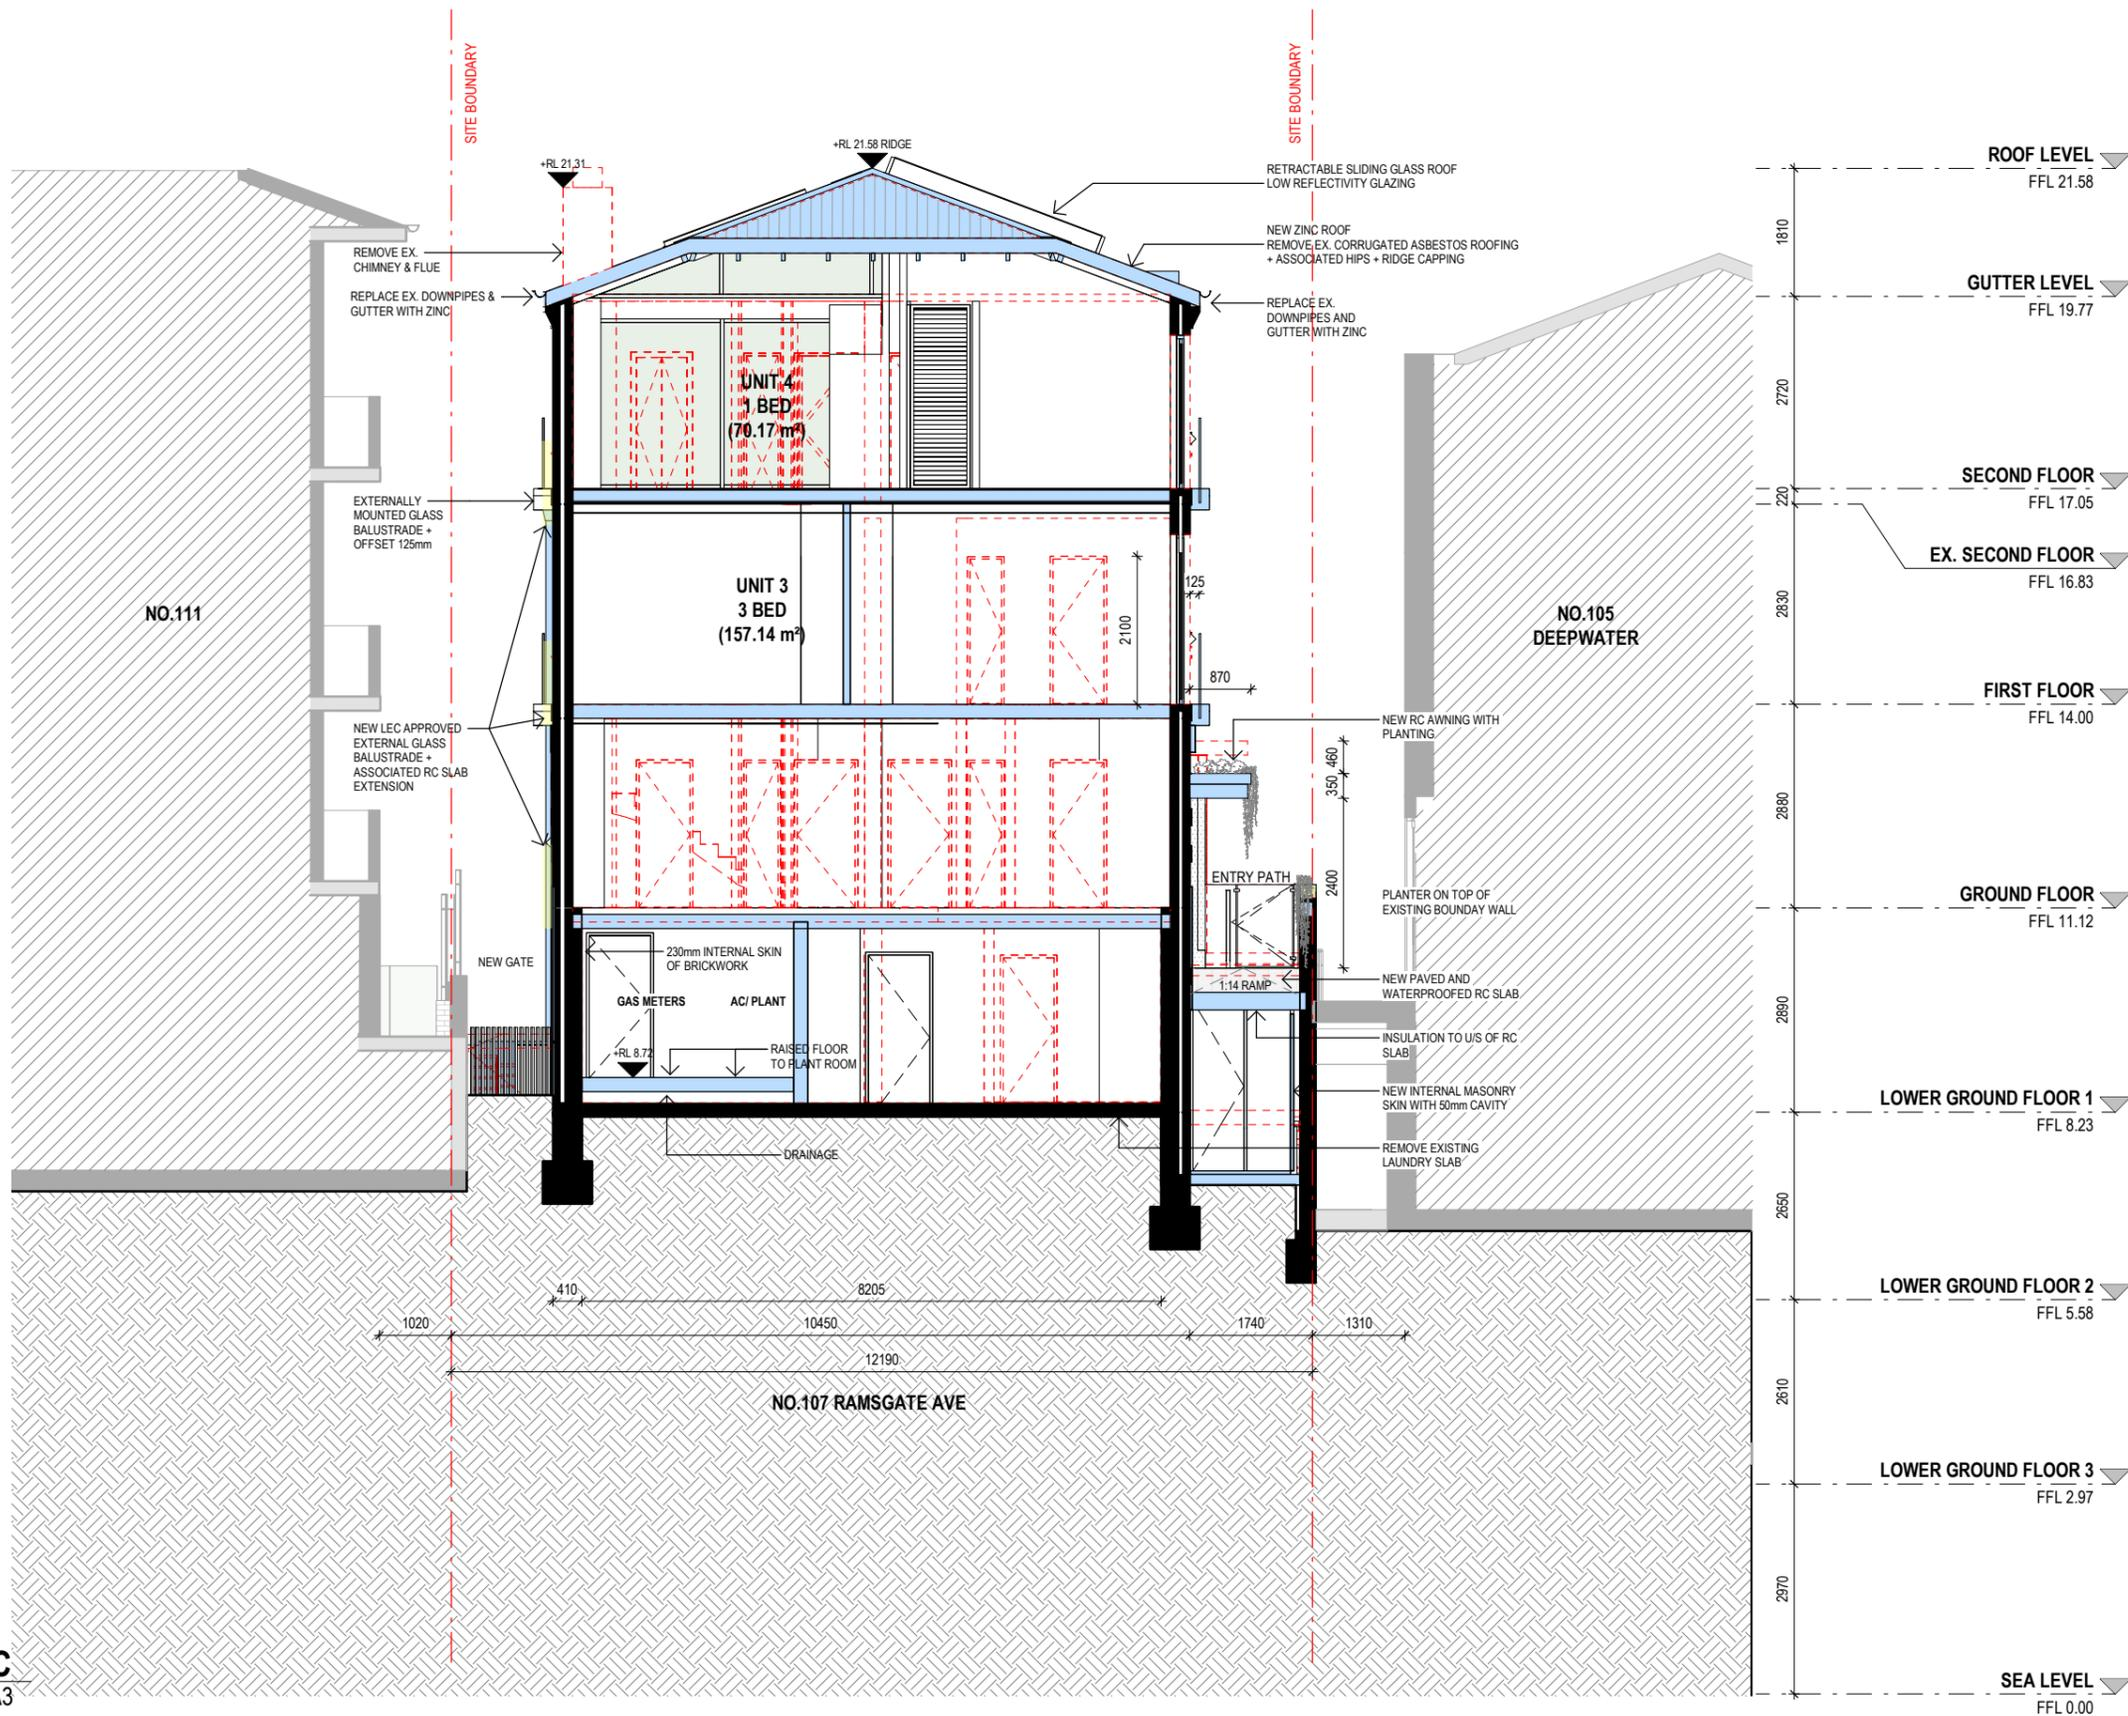 SITE BOUNDARY
SITE BOUNDARY
+RL 21.31
+RL 21.58 RIDGE
RETRACTABLE SLIDING GLASS ROOF
LOW REFLECTIVITY GLAZING
NEW ZINC ROOF
REMOVE EX. CORRUGATED ASBESTOS ROOFING
+ ASSOCIATED HIPS + RIDGE CAPPING
REMOVE EX.
CHIMNEY & FLUE
REPLACE EX. DOWNPIPES &
GUTTER WITH ZINC
REPLACE EX.
DOWNPIPES AND
GUTTER WITH ZINC
UNIT 4
1 BED
(70.17 m²)
EXTERNALLY
MOUNTED GLASS
BALUSTRADE +
OFFSET 125mm
UNIT 3
3 BED
(157.14 m²)
2100
125
870
NO.111
NO.105
DEEPWATER
NEW LEC APPROVED
EXTERNAL GLASS
BALUSTRADE +
ASSOCIATED RC SLAB
EXTENSION
NEW RC AWNING WITH
PLANTING
460
350
2400
ENTRY PATH
PLANTER ON TOP OF
EXISTING BOUNDAY WALL
NEW GATE
230mm INTERNAL SKIN
OF BRICKWORK
GAS METERS
AC/ PLANT
1:14 RAMP
NEW PAVED AND
WATERPROOFED RC SLAB
+RL 8.72
RAISED FLOOR
TO PLANT ROOM
INSULATION TO U/S OF RC
SLAB
NEW INTERNAL MASONRY
SKIN WITH 50mm CAVITY
DRAINAGE
REMOVE EXISTING
LAUNDRY SLAB
410
8205
1020
10450
1740
1310
12190
NO.107 RAMSGATE AVE
ROOF LEVEL
FFL 21.58
1810
GUTTER LEVEL
FFL 19.77
2720
SECOND FLOOR
FFL 17.05
220
EX. SECOND FLOOR
FFL 16.83
2830
FIRST FLOOR
FFL 14.00
2880
GROUND FLOOR
FFL 11.12
2890
LOWER GROUND FLOOR 1
FFL 8.23
2650
LOWER GROUND FLOOR 2
FFL 5.58
2610
LOWER GROUND FLOOR 3
FFL 2.97
2970
SEA LEVEL
FFL 0.00
C
A3